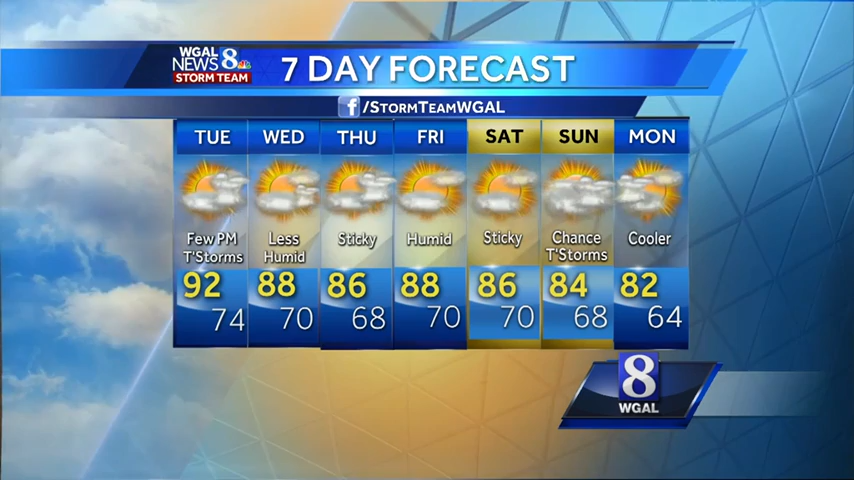 WGAL
NEWS 8
STORM TEAM
7 DAY FORECAST
f/STORMTEAMWGAL
TUE WED THU FRI SAT SUN MON
Few PM T'Storms
Less Humid
Sticky
Humid
Sticky
Chance T'Storms
Cooler
92 88 86 88 86 84 82
74 70 68 70 70 68 64
8
WGAL